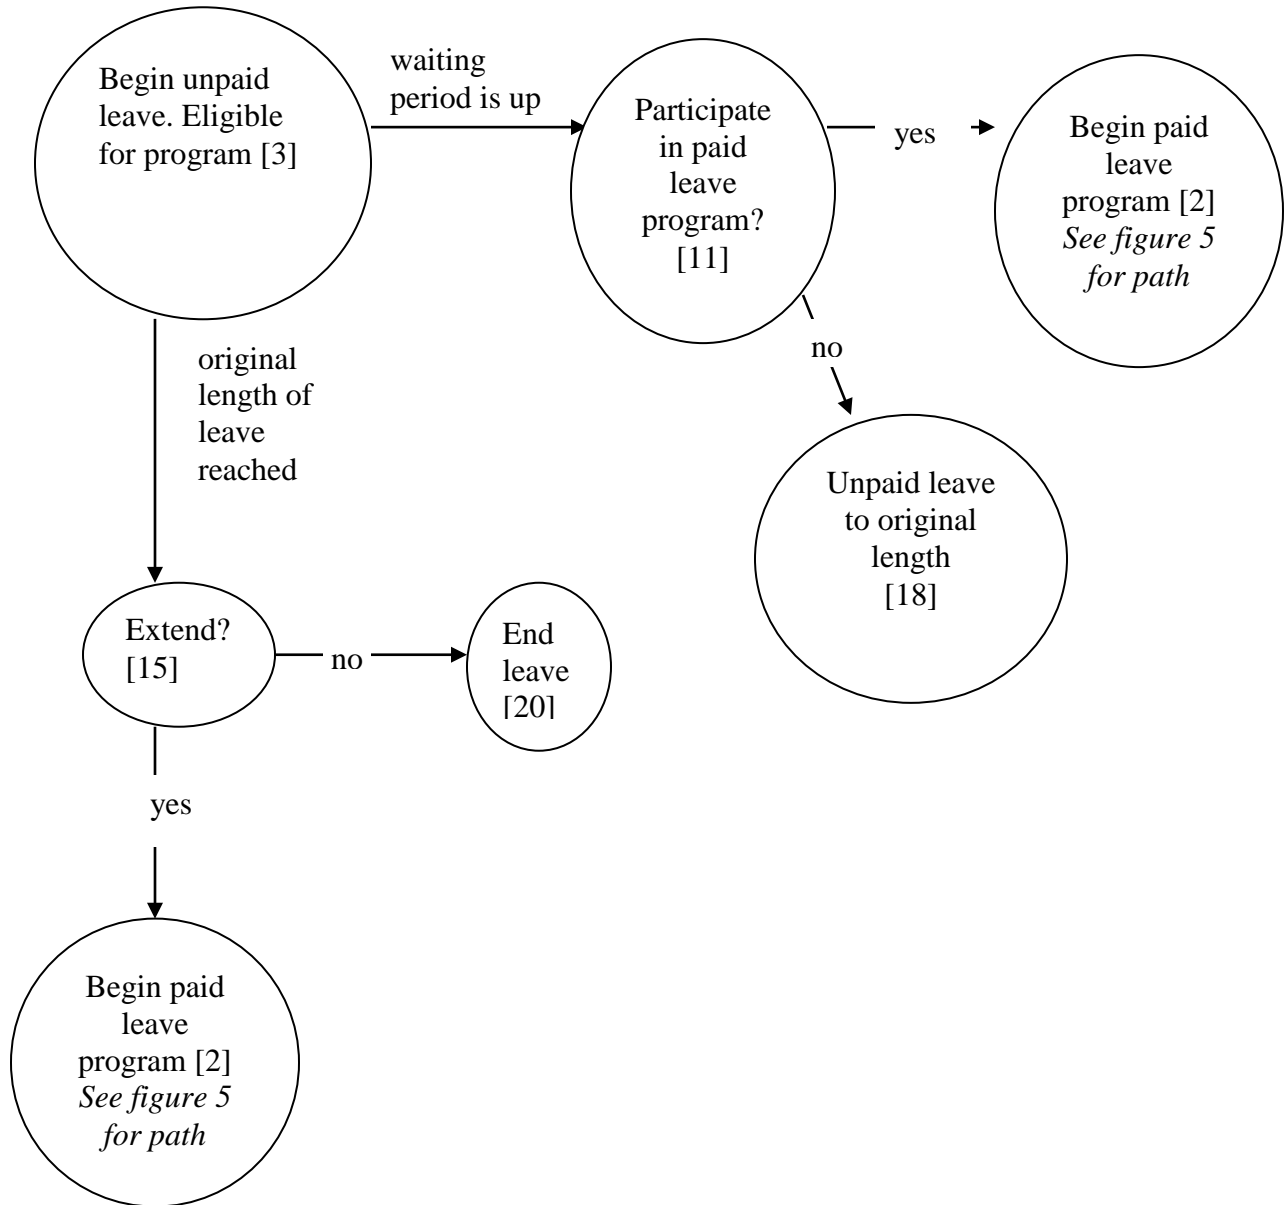 Begin unpaid
leave. Eligible
for program [3]
waiting
period is up
Participate
in paid
leave
program?
[11]
yes
Begin paid
leave
program [2]
See figure 5
for path
no
Unpaid leave
to original
length
[18]
original
length of
leave
reached
Extend?
[15]
no
End
leave
[20]
yes
Begin paid
leave
program [2]
See figure 5
for path